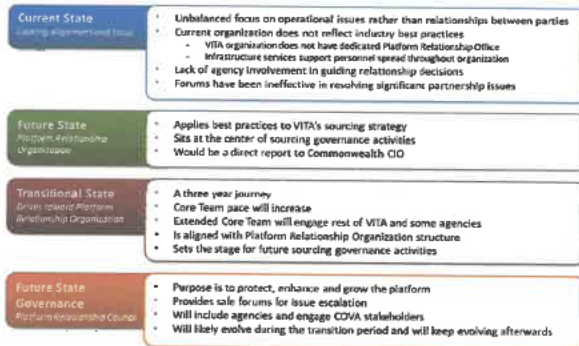 Current State
Lacking alignment and focus
Unbalanced focus on operational issues rather than relationships between parties
Current organization does not reflect industry best practices
VITA organization does not have dedicated Platform Relationship Office
Infrastructure services support personnel spread throughout organization
Lack of agency involvement in guiding relationship decisions
Forums have been ineffective in resolving significant partnership issues
Future State
Platform Relationship
Organization
Applies best practices to VITA's sourcing strategy
Sits at the center of sourcing governance activities
Would be a direct report to Commonwealth CIO
Transitional State
Driven toward Platform
Relationship Organization
A three year journey
Core Team pace will increase
Extended Core Team will engage rest of VITA and some agencies
Is aligned with Platform Relationship Organization structure
Sets the stage for future sourcing governance activities
Future State
Governance
Platform Relationship Council
Purpose is to protect, enhance and grow the platform
Provides safe forums for issue escalation
Will include agencies and engage COVA stakeholders
Will likely evolve during the transition period and will keep evolving afterwards